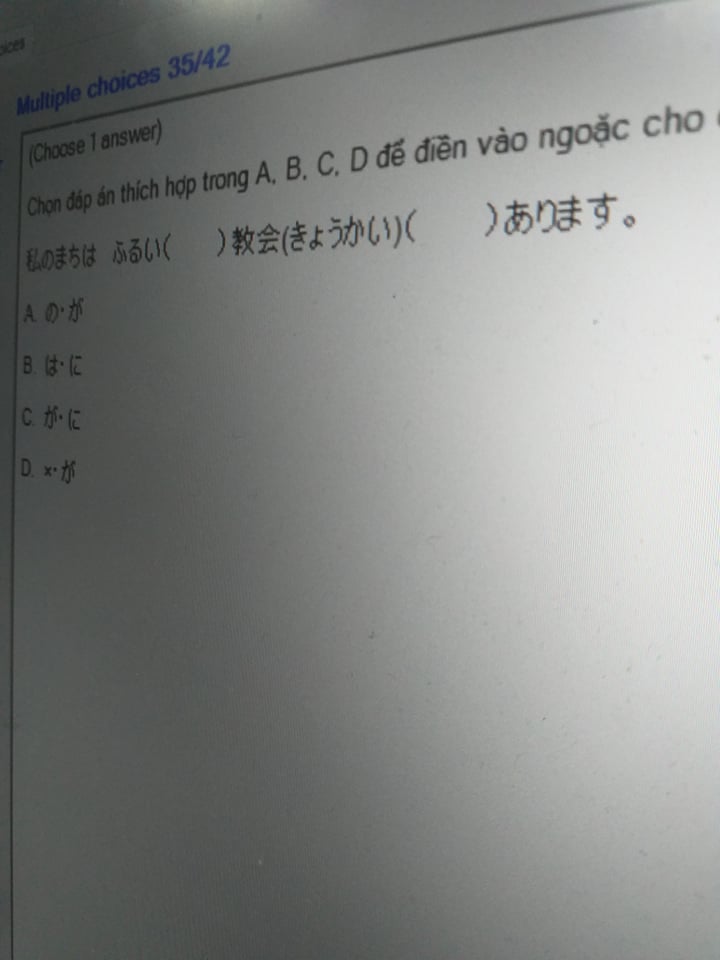 oices
Multiple choices 35/42
(Choose 1 answer)
Chọn đáp án thích hợp trong A, B, C, D để điền vào ngoặc cho
私のまちは ふるい( )教会(きょうかい)( )あります。
A. の・が
B. は・に
C. が・に
D. ×・が